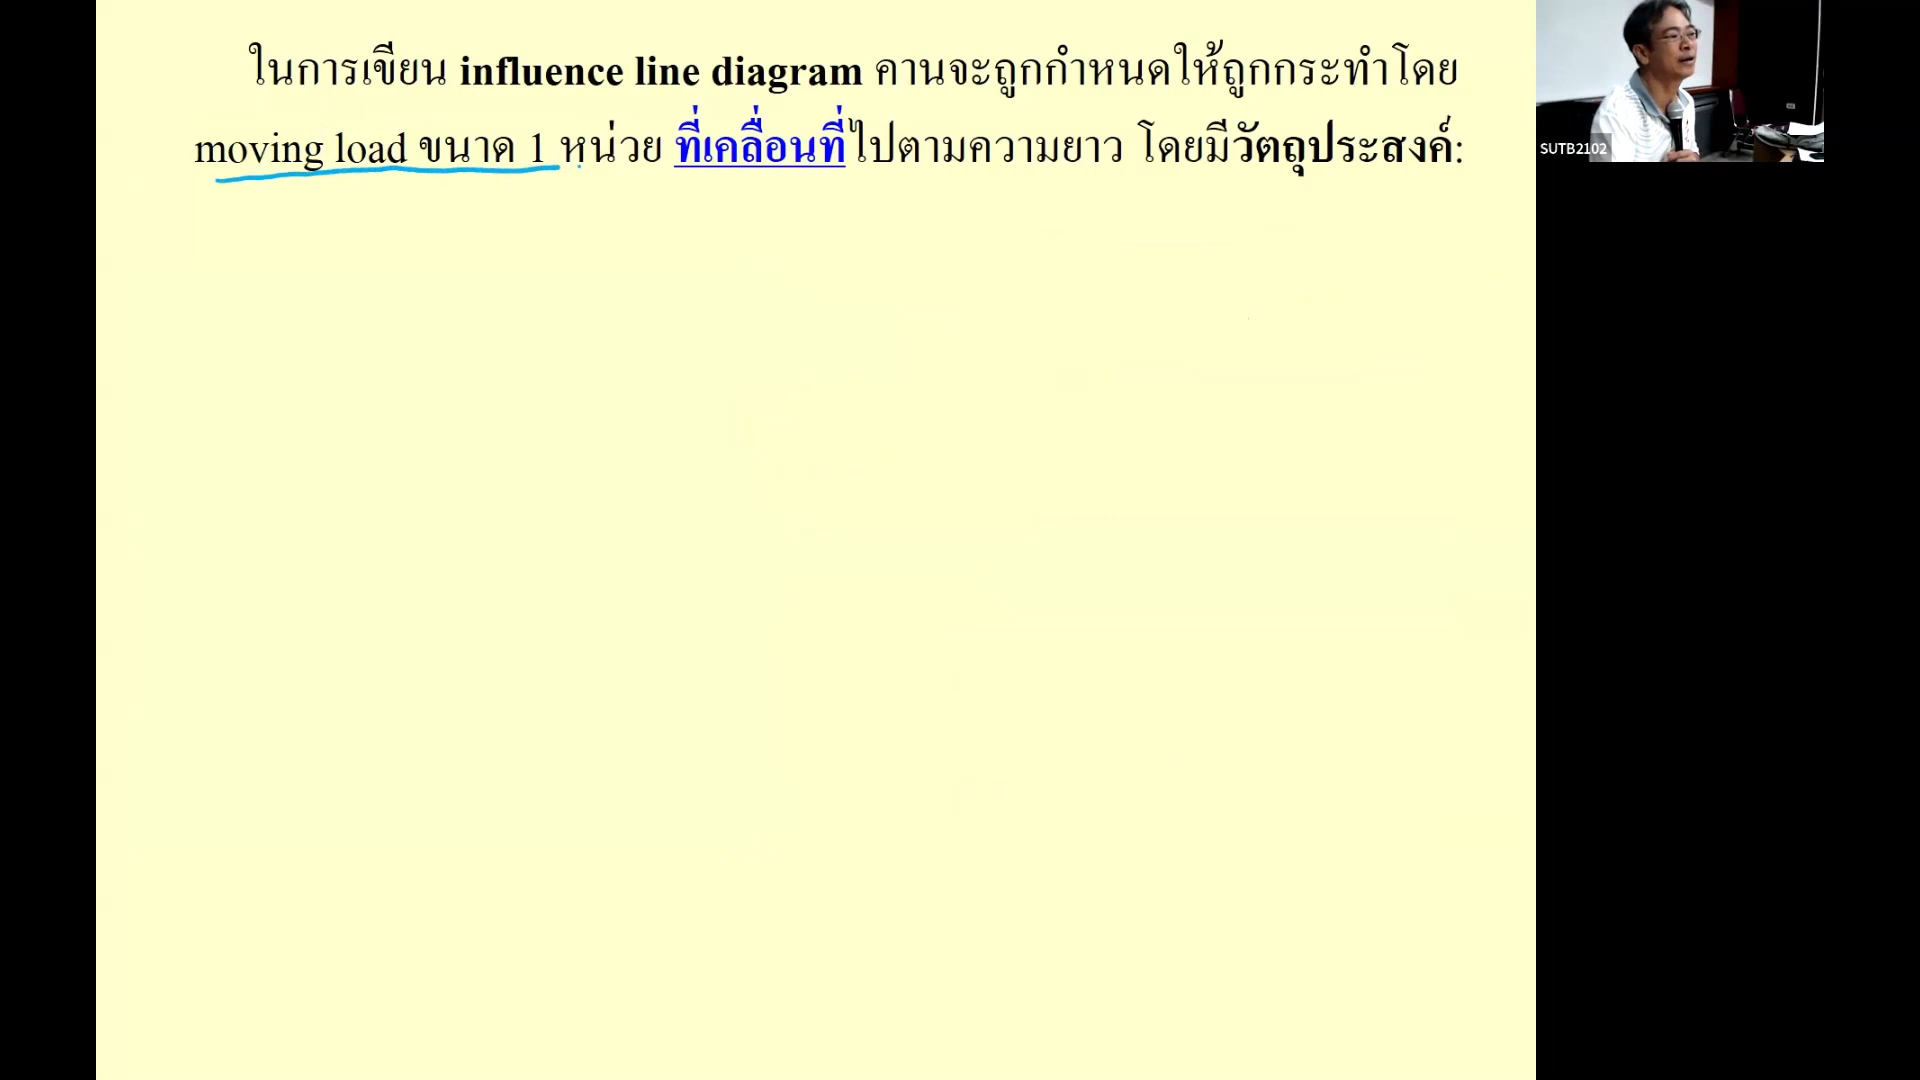 ในการเขียน influence line diagram คานจะถูกกำหนดให้ถูกกระทำโดย
moving load ขนาด 1 หน่วย ที่เคลื่อนที่ไปตามความยาว โดยมีวัตถุประสงค์:
SUTB2102